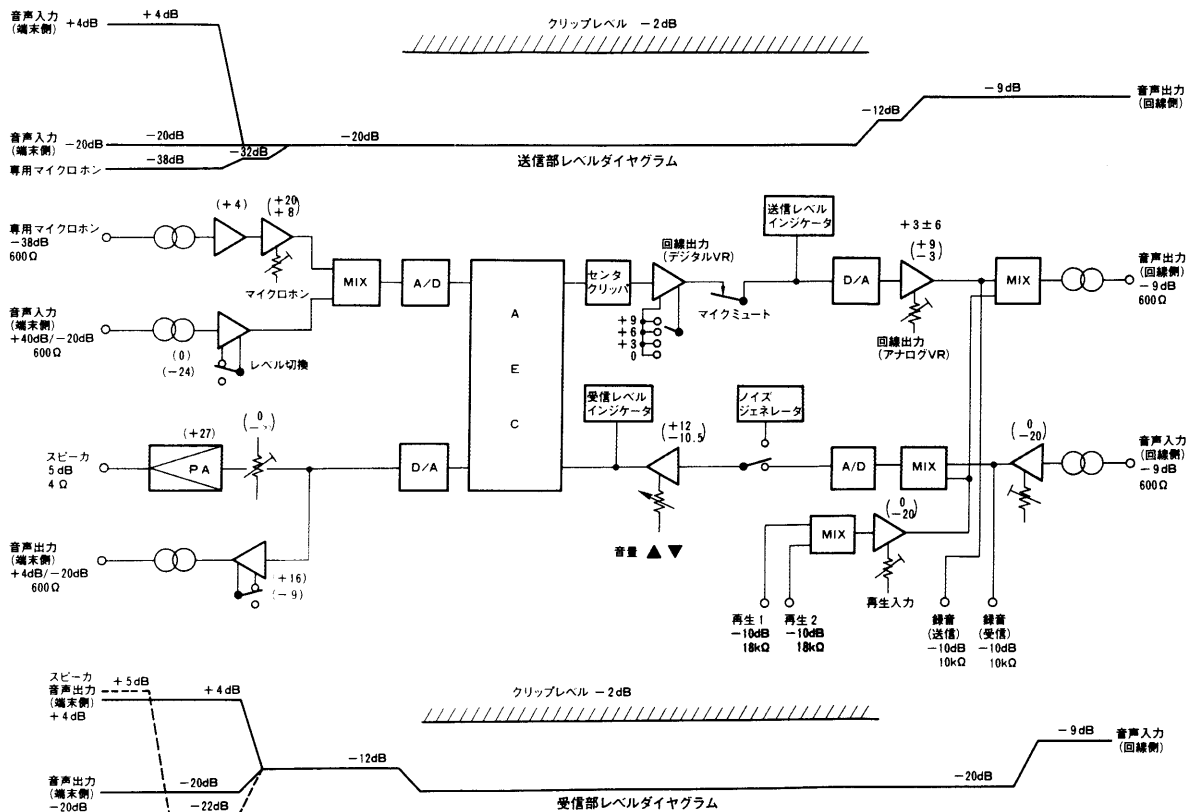 音声入力
(端末側)
+4dB
+4dB
クリップレベル －2dB
－9dB
音声出力
(回線側)
－12dB
音声入力
(端末側)
－20dB
－20dB
－20dB
－32dB
専用マイクロホン
－38dB
送信部レベルダイヤグラム
専用マイクロホン
－38dB
600Ω
(+4)
(+20
+8)
マイクロホン
MIX
A/D
A
E
C
センタ
クリッパ
回線出力
(デジタルVR)
+9
+6
+3
0
マイクミュート
送信レベル
インジケータ
D/A
+3±6
(+9
－3)
回線出力
(アナログVR)
MIX
音声出力
(回線側)
－9dB
600Ω
音声入力
(端末側)
+40dB/－20dB
600Ω
(0)
(－24)
レベル切換
受信レベル
インジケータ
ノイズ
ジェネレータ
(+12
－10.5)
音量 ▲ ▼
A/D
MIX
(0
－20)
音声入力
(回線側)
－9dB
600Ω
スピーカ
5dB
4Ω
(+27)
PA
D/A
MIX
(0
－20)
再生入力
音声出力
(端末側)
+4dB/－20dB
600Ω
(+16)
(－9)
再生1
－10dB
18kΩ
再生2
－10dB
18kΩ
録音
(送信)
－10dB
10kΩ
録音
(受信)
－10dB
10kΩ
スピーカ
音声出力
(端末側)
+4dB
+5dB
+4dB
クリップレベル －2dB
－9dB
音声入力
(回線側)
－12dB
音声出力
(端末側)
－20dB
－20dB
－22dB
－20dB
受信部レベルダイヤグラム